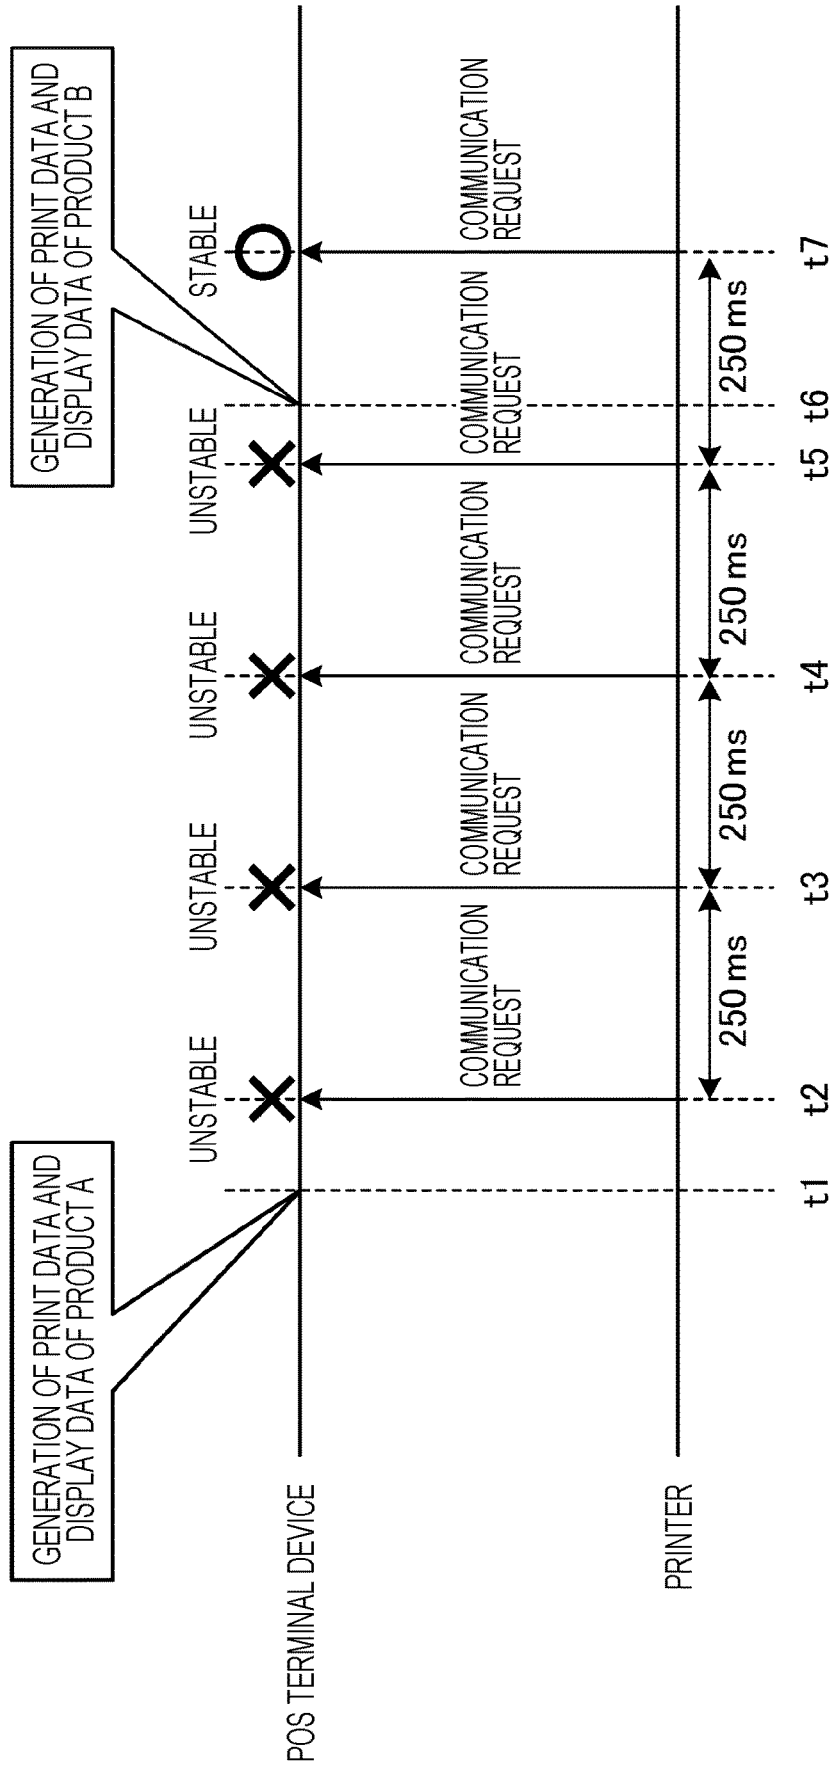 GENERATION OF PRINT DATA AND
DISPLAY DATA OF PRODUCT A
GENERATION OF PRINT DATA AND
DISPLAY DATA OF PRODUCT B
UNSTABLE
UNSTABLE
UNSTABLE
UNSTABLE
STABLE
POS TERMINAL DEVICE
COMMUNICATION
REQUEST
COMMUNICATION
REQUEST
COMMUNICATION
REQUEST
COMMUNICATION
REQUEST
COMMUNICATION
REQUEST
PRINTER
250 ms
250 ms
250 ms
250 ms
t1
t2
t3
t4
t5
t6
t7